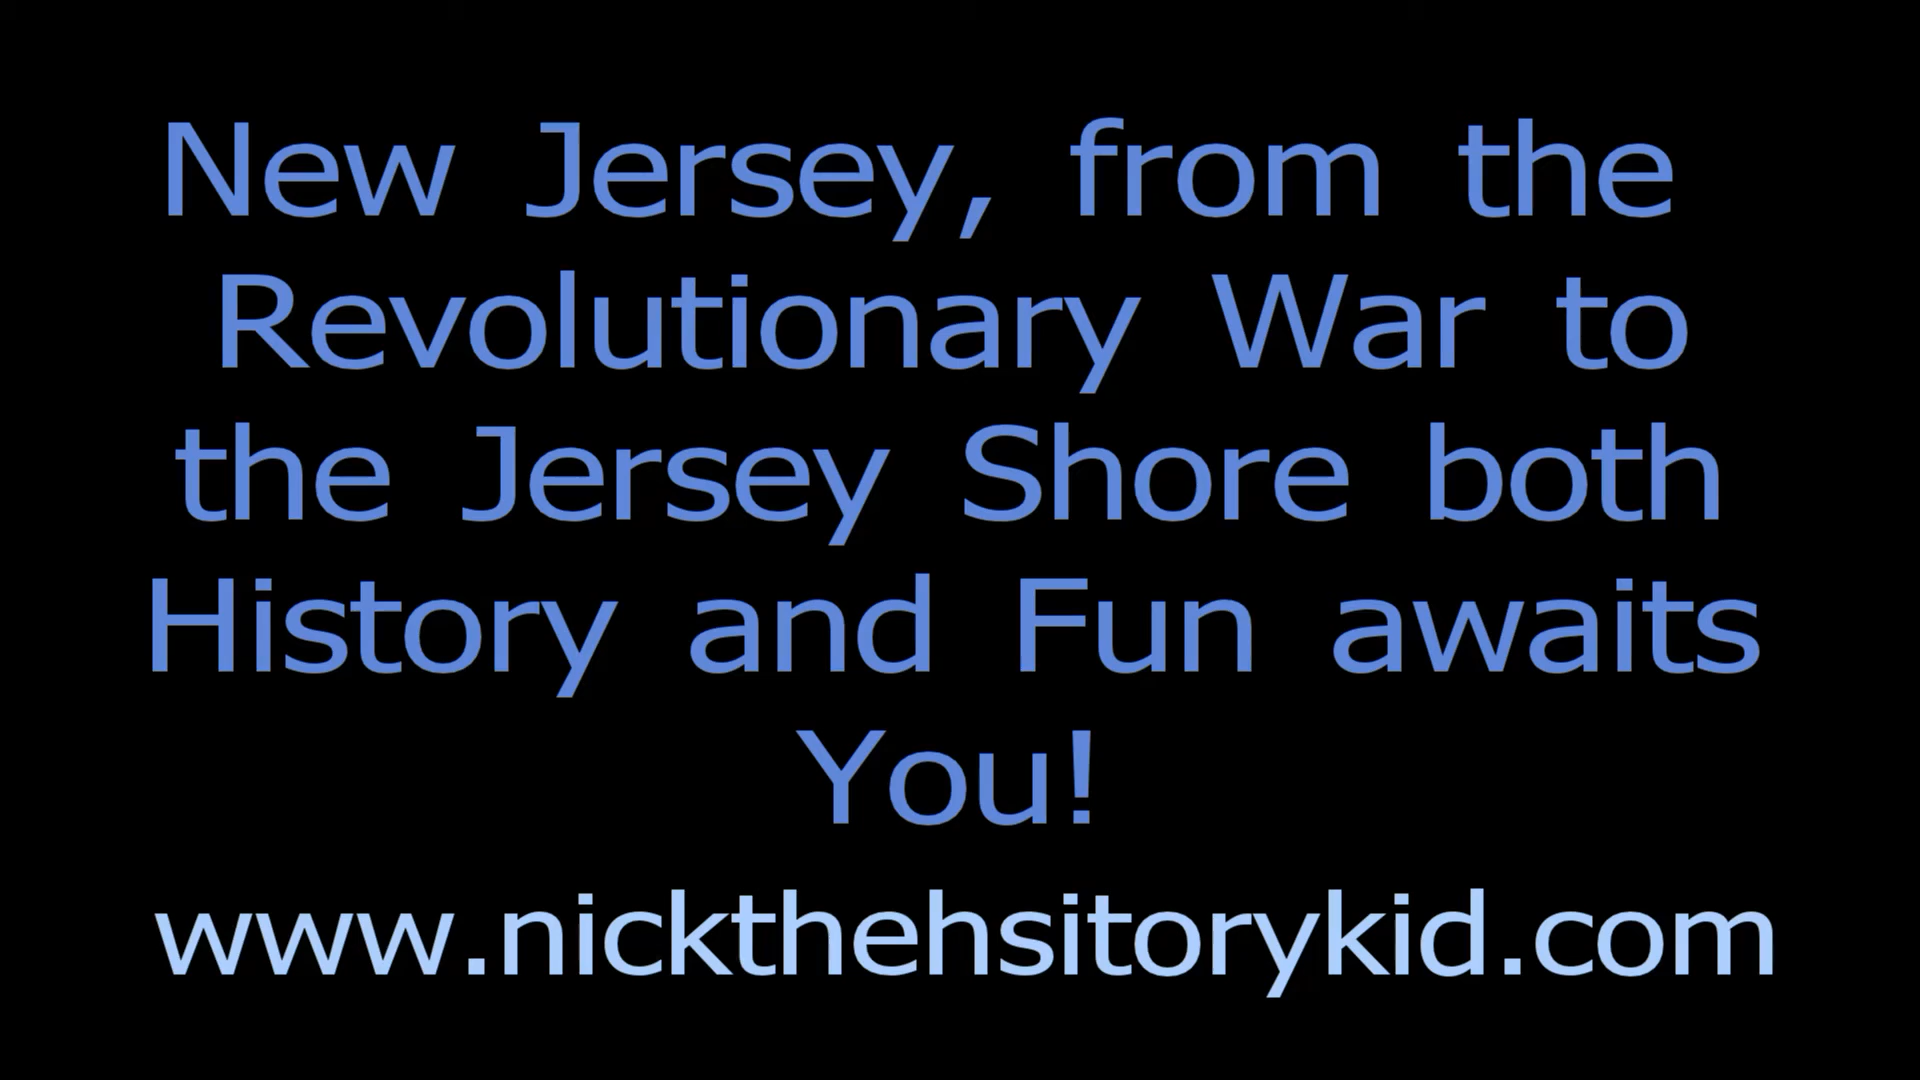 New Jersey, from the
Revolutionary War to
the Jersey Shore both
History and Fun awaits
You!
www.nickthehsitorykid.com